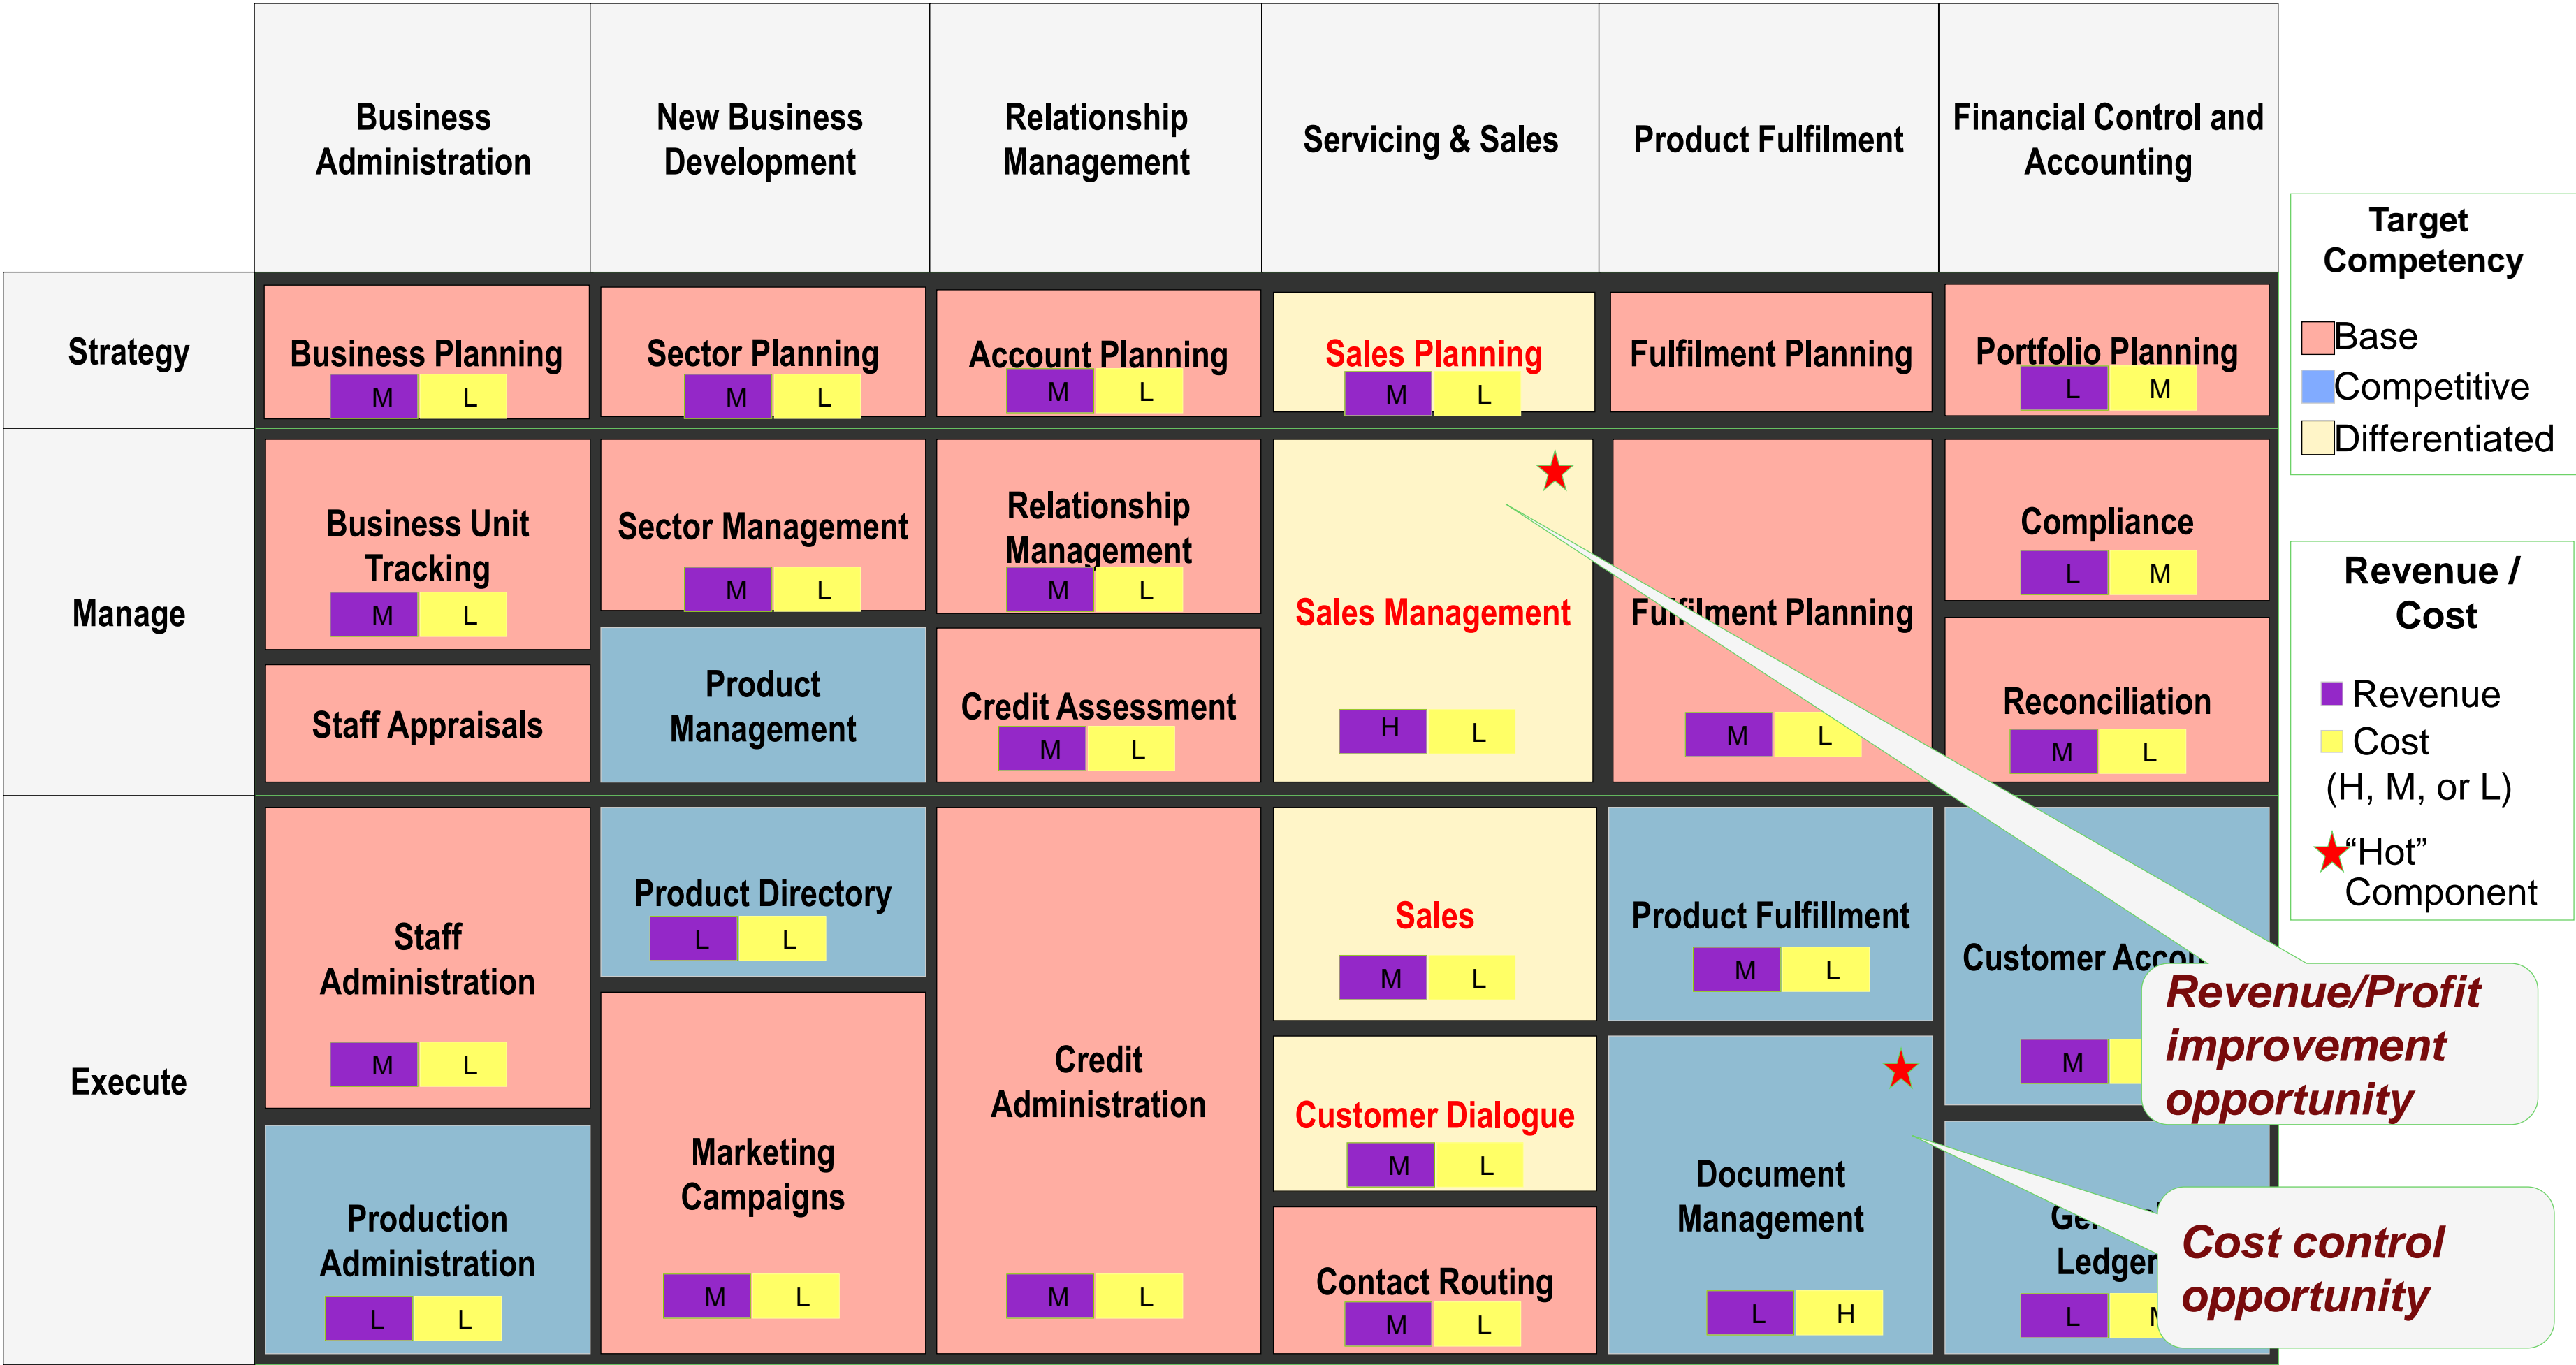 Business
Administration
New Business
Development
Relationship
Management
Servicing & Sales
Product Fulfilment
Financial Control and
Accounting
Strategy
Business Planning
M L
Sector Planning
M L
Account Planning
M L
Sales Planning
M L
Fulfilment Planning
Portfolio Planning
L M
Manage
Business Unit
Tracking
M L
Staff Appraisals
Sector Management
M L
Product
Management
Relationship
Management
M L
Credit Assessment
M L
Sales Management
H L
Fulfilment Planning
M L
Compliance
L M
Reconciliation
M L
Execute
Staff
Administration
M L
Production
Administration
L L
Product Directory
L L
Marketing
Campaigns
M L
Credit
Administration
M L
Sales
M L
Customer Dialogue
M L
Contact Routing
M L
Product Fulfillment
M L
Document
Management
L H
Customer
M
Ledger
L
Revenue/Profit
improvement
opportunity
Cost control
opportunity
Target
Competency
Base
Competitive
Differentiated
Revenue /
Cost
Revenue
Cost
(H, M, or L)
“Hot”
Component